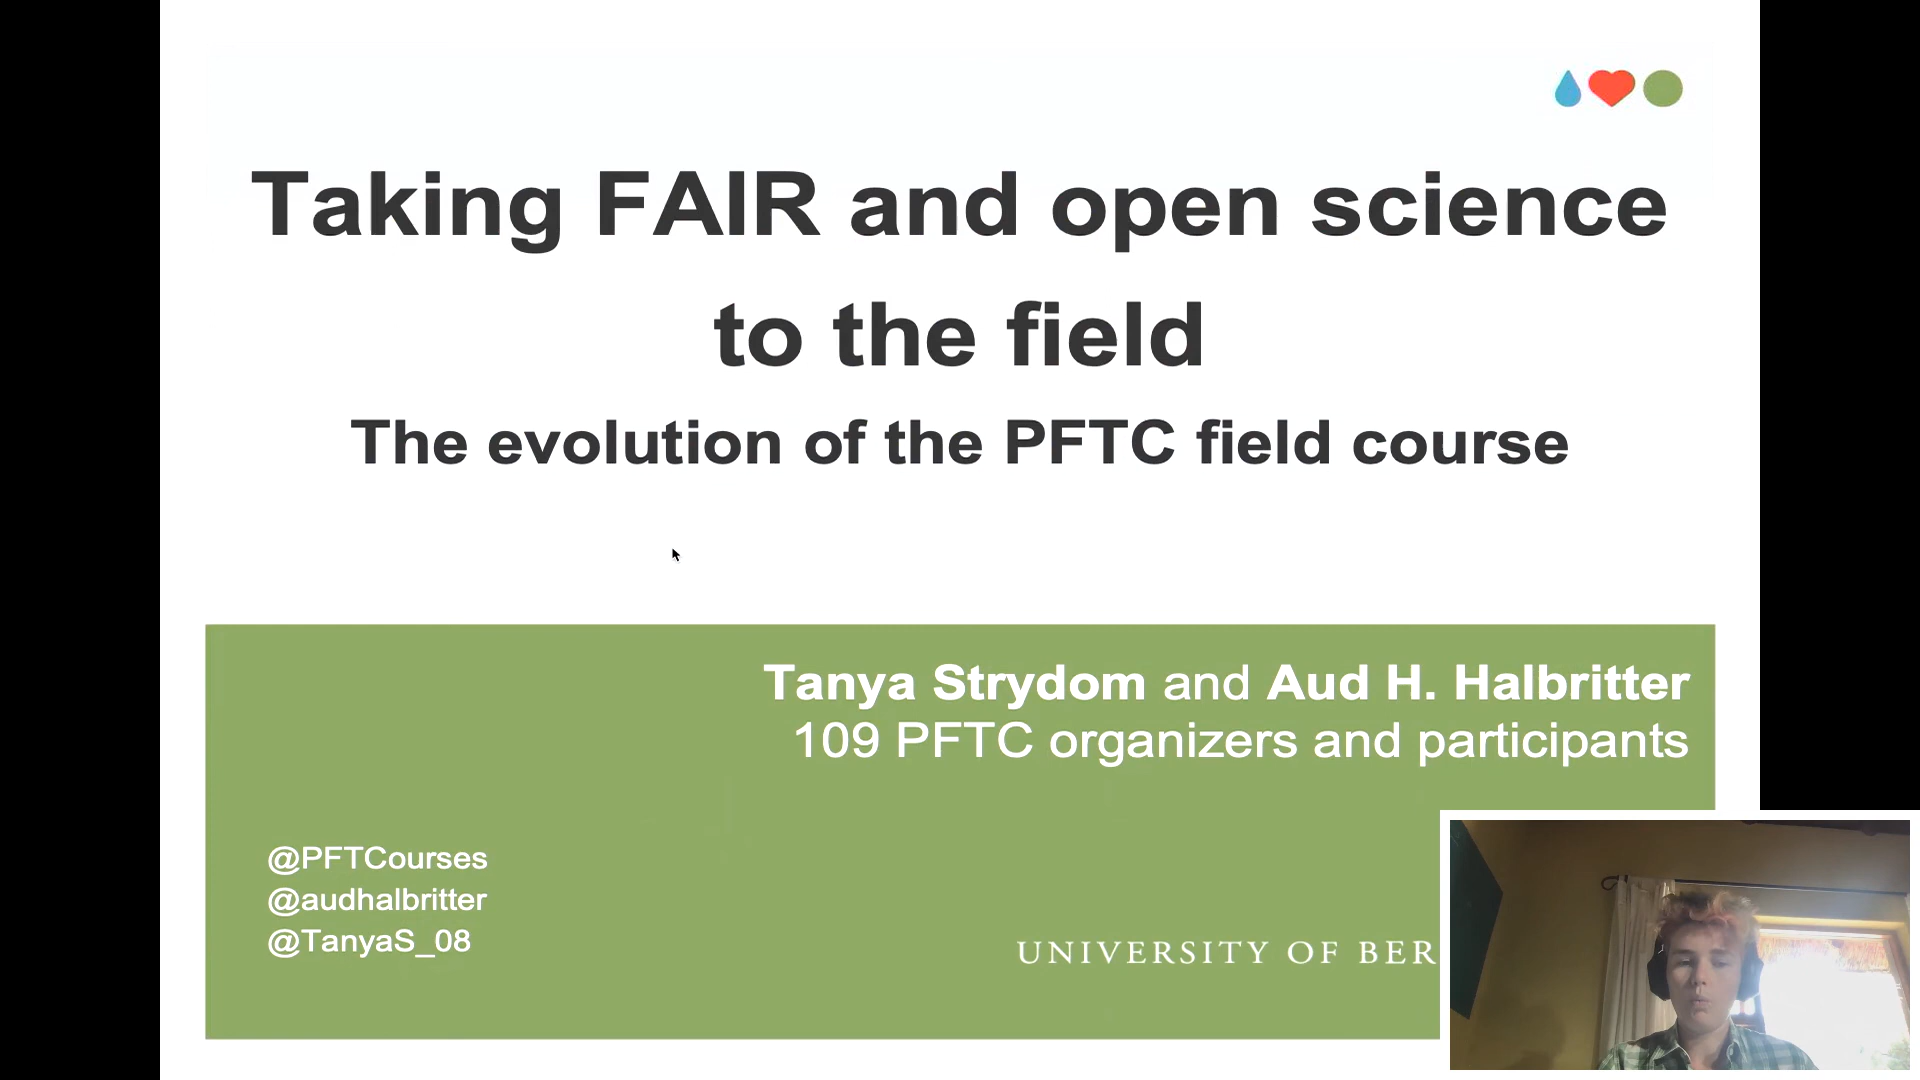 Taking FAIR and open science
to the field
The evolution of the PFTC field course
Tanya Strydom and Aud H. Halbritter
109 PFTC organizers and participants
@PFTCourses
@audhalbritter
@TanyaS_08
UNIVERSITY OF BER